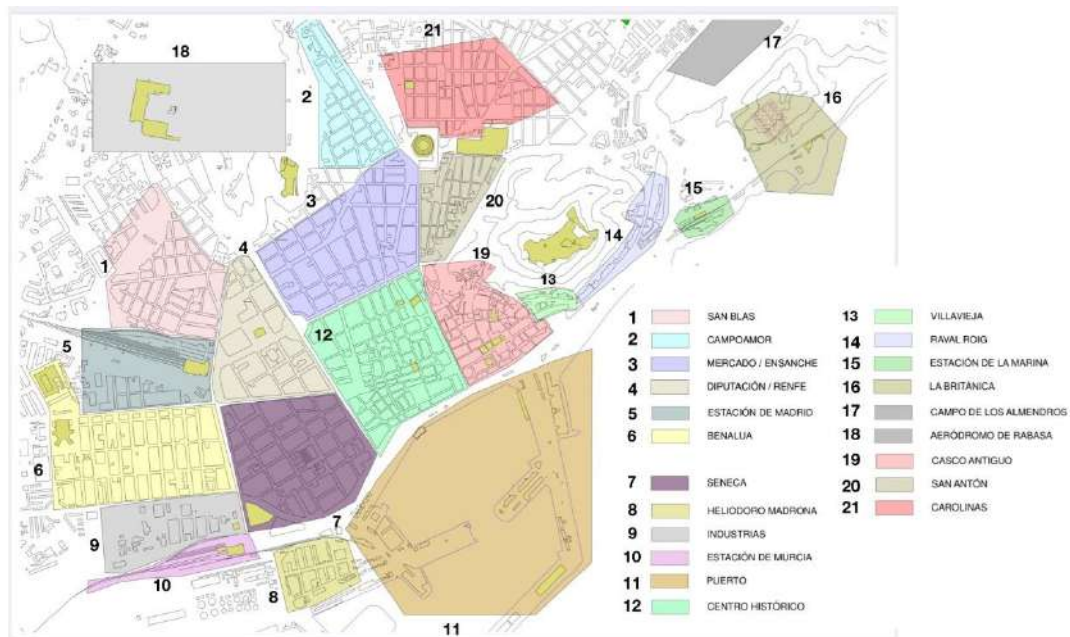 21
17
18
2
16
3
15
20
4
14
19
1
13
12
5
6
7
9
10
8
11
1 SAN BLAS
2 CAMPOAMOR
3 MERCADO / ENSANCHE
4 DIPUTACIÓN / RENFE
5 ESTACIÓN DE MADRID
6 BENALUA
7 SENECA
8 HELIODORO MADRONA
9 INDUSTRIAS
10 ESTACIÓN DE MURCIA
11 PUERTO
12 CENTRO HISTÓRICO
13 VILLAVIEJA
14 RAVAL ROIG
15 ESTACIÓN DE LA MARINA
16 LA BRITÁNICA
17 CAMPO DE LOS ALMENDROS
18 AERÓDROMO DE RABASA
19 CASCO ANTIGUO
20 SAN ANTÓN
21 CAROLINAS